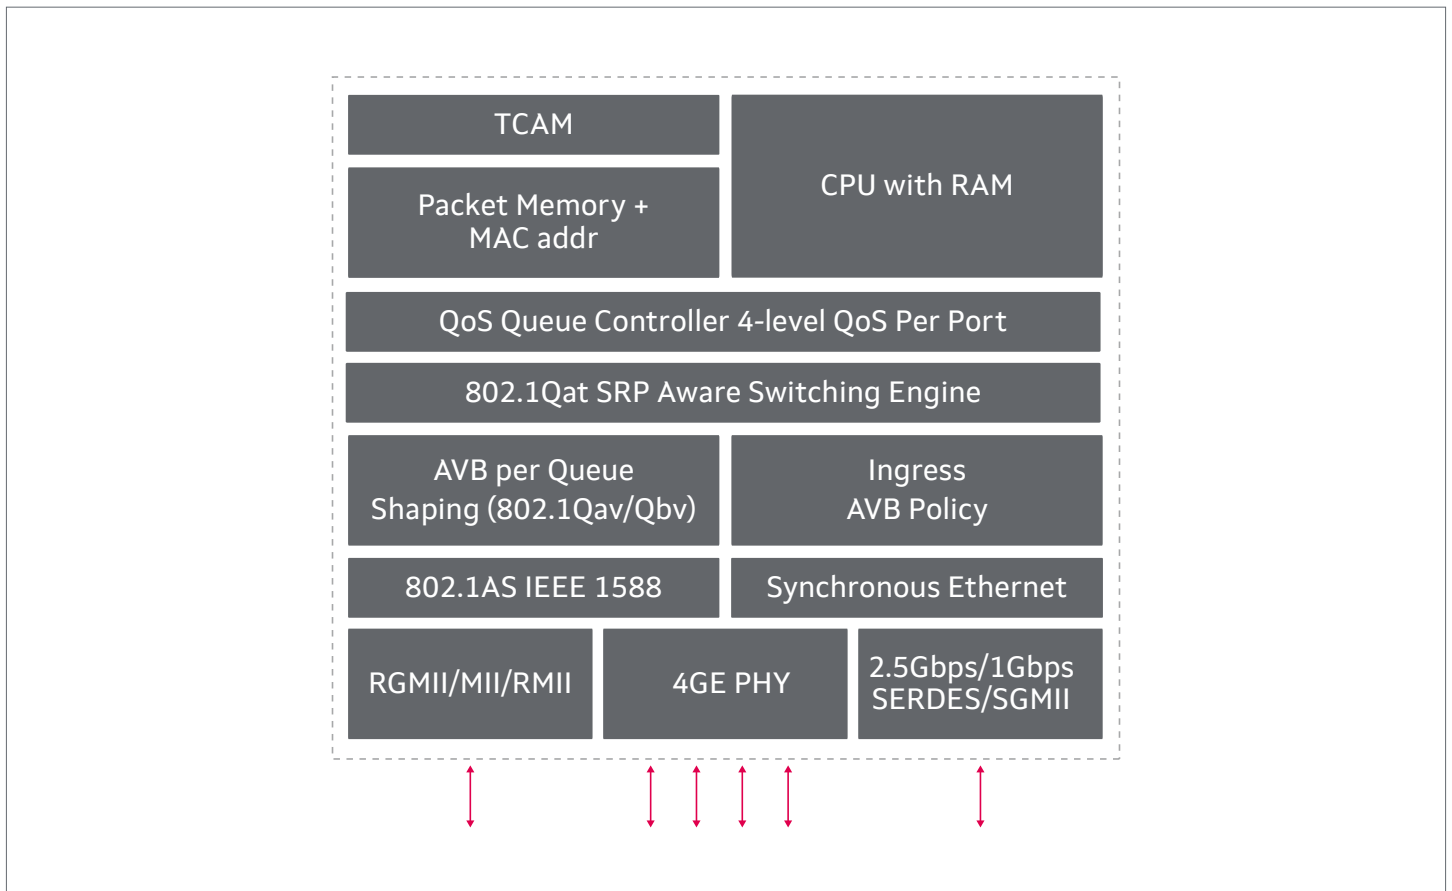 TCAM
CPU with RAM
Packet Memory +
MAC addr
QoS Queue Controller 4-level QoS Per Port
802.1Qat SRP Aware Switching Engine
AVB per Queue
Shaping (802.1Qav/Qbv)
Ingress
AVB Policy
802.1AS IEEE 1588
Synchronous Ethernet
RGMII/MII/RMII
4GE PHY
2.5Gbps/1Gbps
SERDES/SGMII